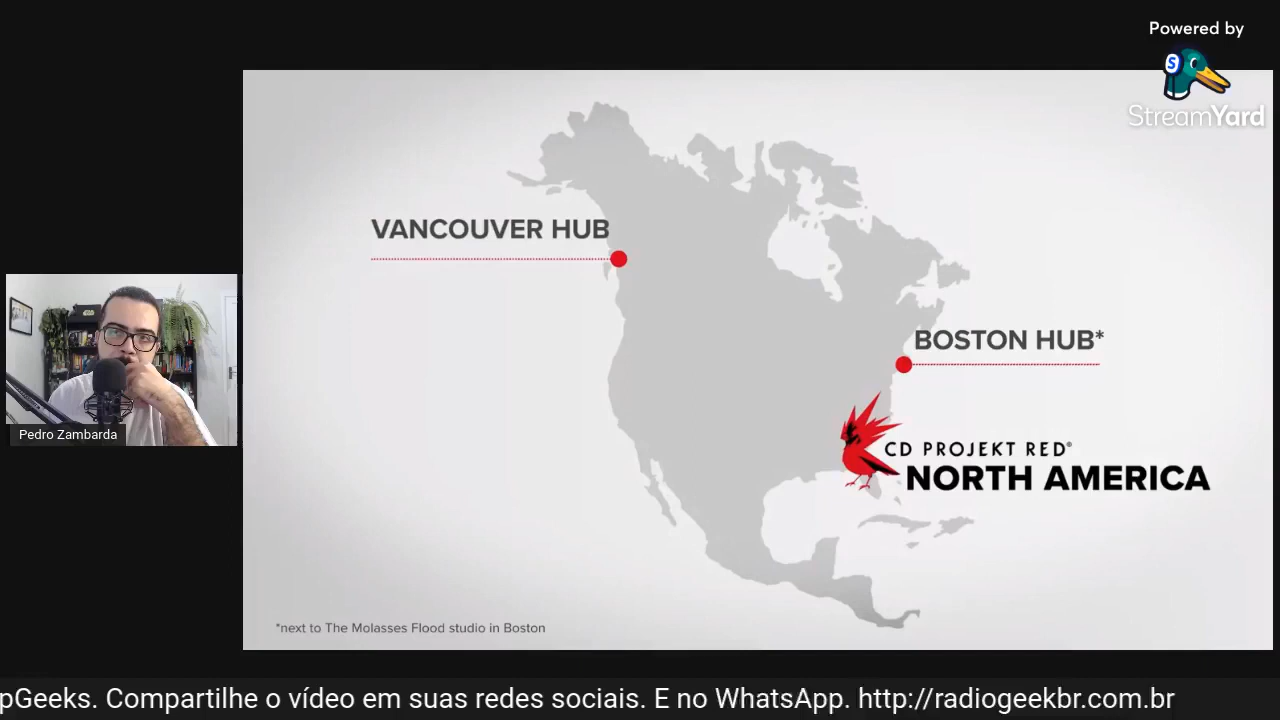 Powered by
StreamYard
VANCOUVER HUB
BOSTON HUB*
CD PROJEKT RED®
NORTH AMERICA
Pedro Zambarda
*next to The Molasses Flood studio in Boston
pGeeks. Compartilhe o vídeo em suas redes sociais. E no WhatsApp. http://radiogeekbr.com.br